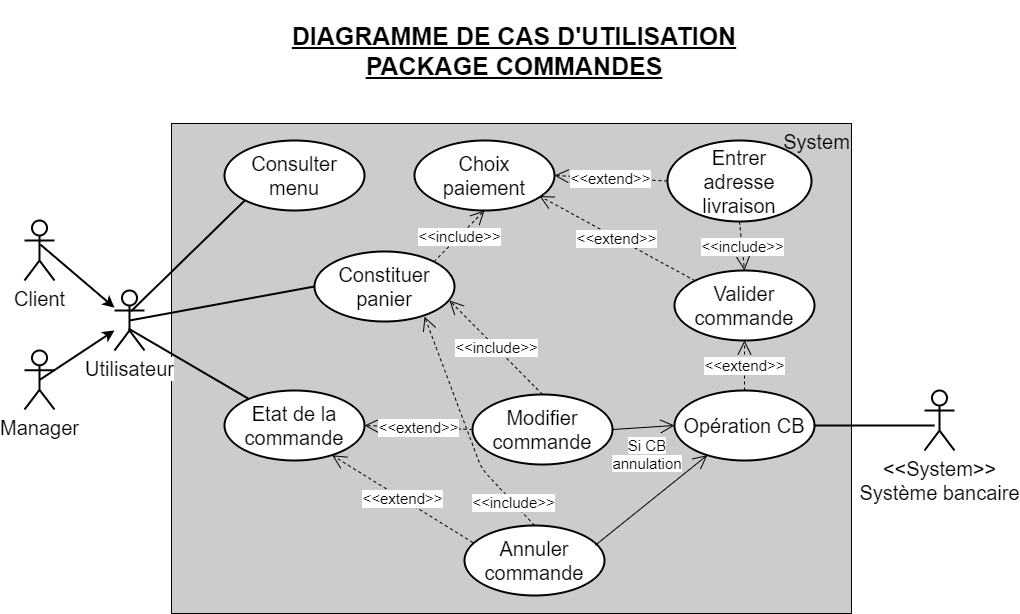 DIAGRAMME DE CAS D'UTILISATION
PACKAGE COMMANDES
System
Consulter
menu
Choix
paiement
<<extend>>
Entrer
adresse
livraison
<<include>>
<<extend>>
<<include>>
Client
Constituer
panier
Valider
commande
Utilisateur
<<include>>
<<extend>>
Manager
Etat de la
commande
<<extend>>
Modifier
commande
Si CB
annulation
Opération CB
<<System>>
Système bancaire
<<extend>>
<<include>>
Annuler
commande